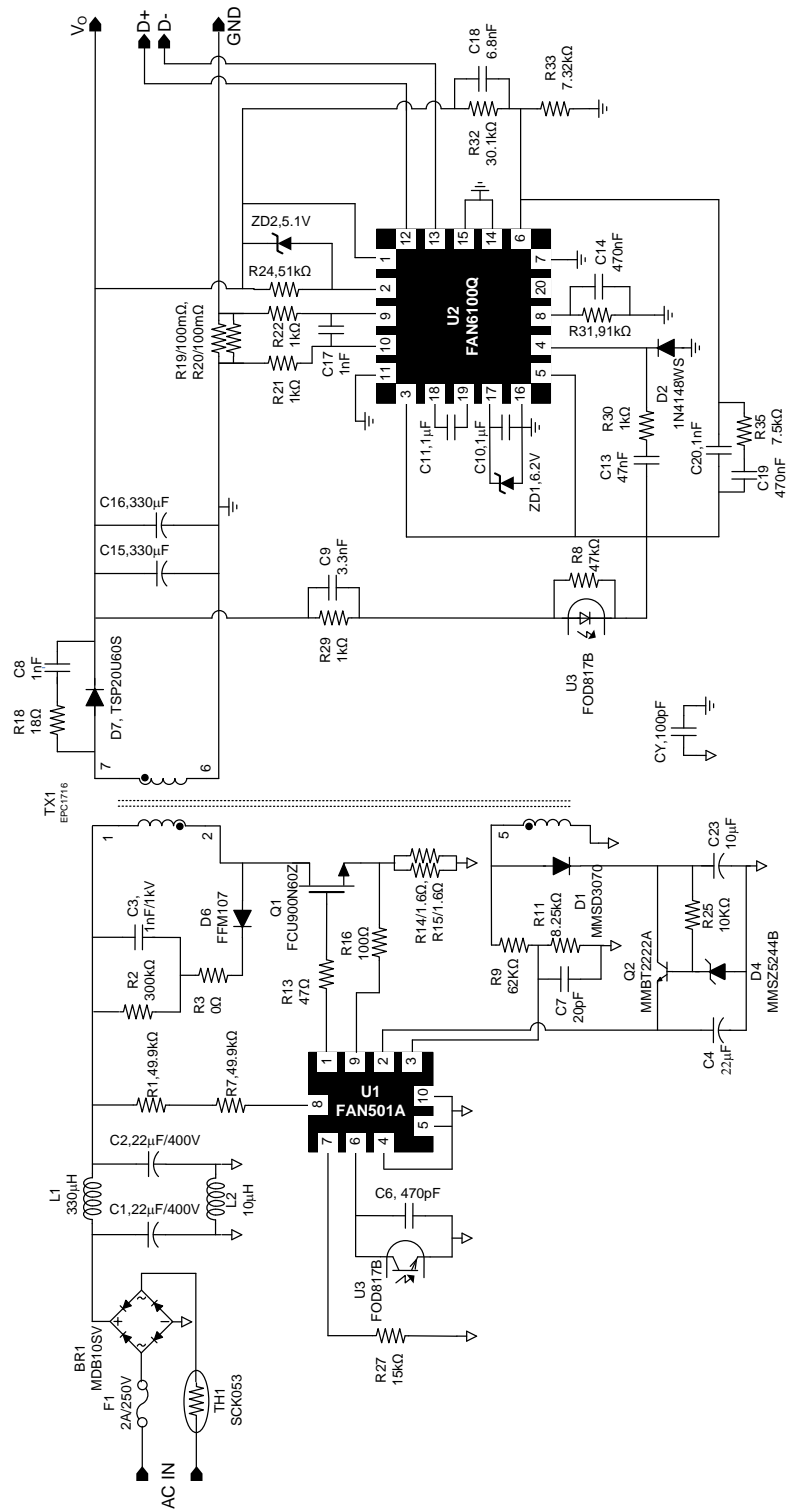 AC IN
F1
2A/250V
TH1
SCK053
BR1
MDB10SV
+
-
~
~
L1
330µH
C1,22µF/400V
C2,22µF/400V
L2
10µH
R1,49.9kΩ
R7,49.9kΩ
R2
300kΩ
C3,
1nF/1kV
R3
0Ω
D6
FFM107
TX1
EPC1716
1
2
7
6
5
R18
18Ω
C8
1nF
D7, TSP20U60S
C15,330µF
C16,330µF
R19/100mΩ,
R20/100mΩ
VO
D+
D-
GND
Q1
FCU900N60Z
R13
47Ω
R16
100Ω
R14/1.6Ω,
R15/1.6Ω
U1
FAN501A
8
7
6
4
5
10
1
9
2
3
R27
15kΩ
U3
FOD817B
C6, 470pF
R9
62KΩ
R11
8.25kΩ
C7
20pF
D1
MMSD3070
Q2
MMBT2222A
R25
10KΩ
C23
10µF
C4
22µF
D4
MMSZ5244B
CY,100pF
R29
1kΩ
C9
3.3nF
U3
FOD817B
R8
47kΩ
R21
1kΩ
R22
1kΩ
C17
1nF
R24,51kΩ
ZD2,5.1V
U2
FAN6100Q
11
10
9
2
1
3
18
19
17
16
12
13
15
14
6
5
4
8
20
7
C11,1µF
C10,1µF
ZD1,6.2V
R32
30.1kΩ
C18
6.8nF
R33
7.32kΩ
R31,91kΩ
C14
470nF
D2
1N4148WS
R30
1kΩ
C13
47nF
C20,1nF
C19
470nF
R35
7.5kΩ